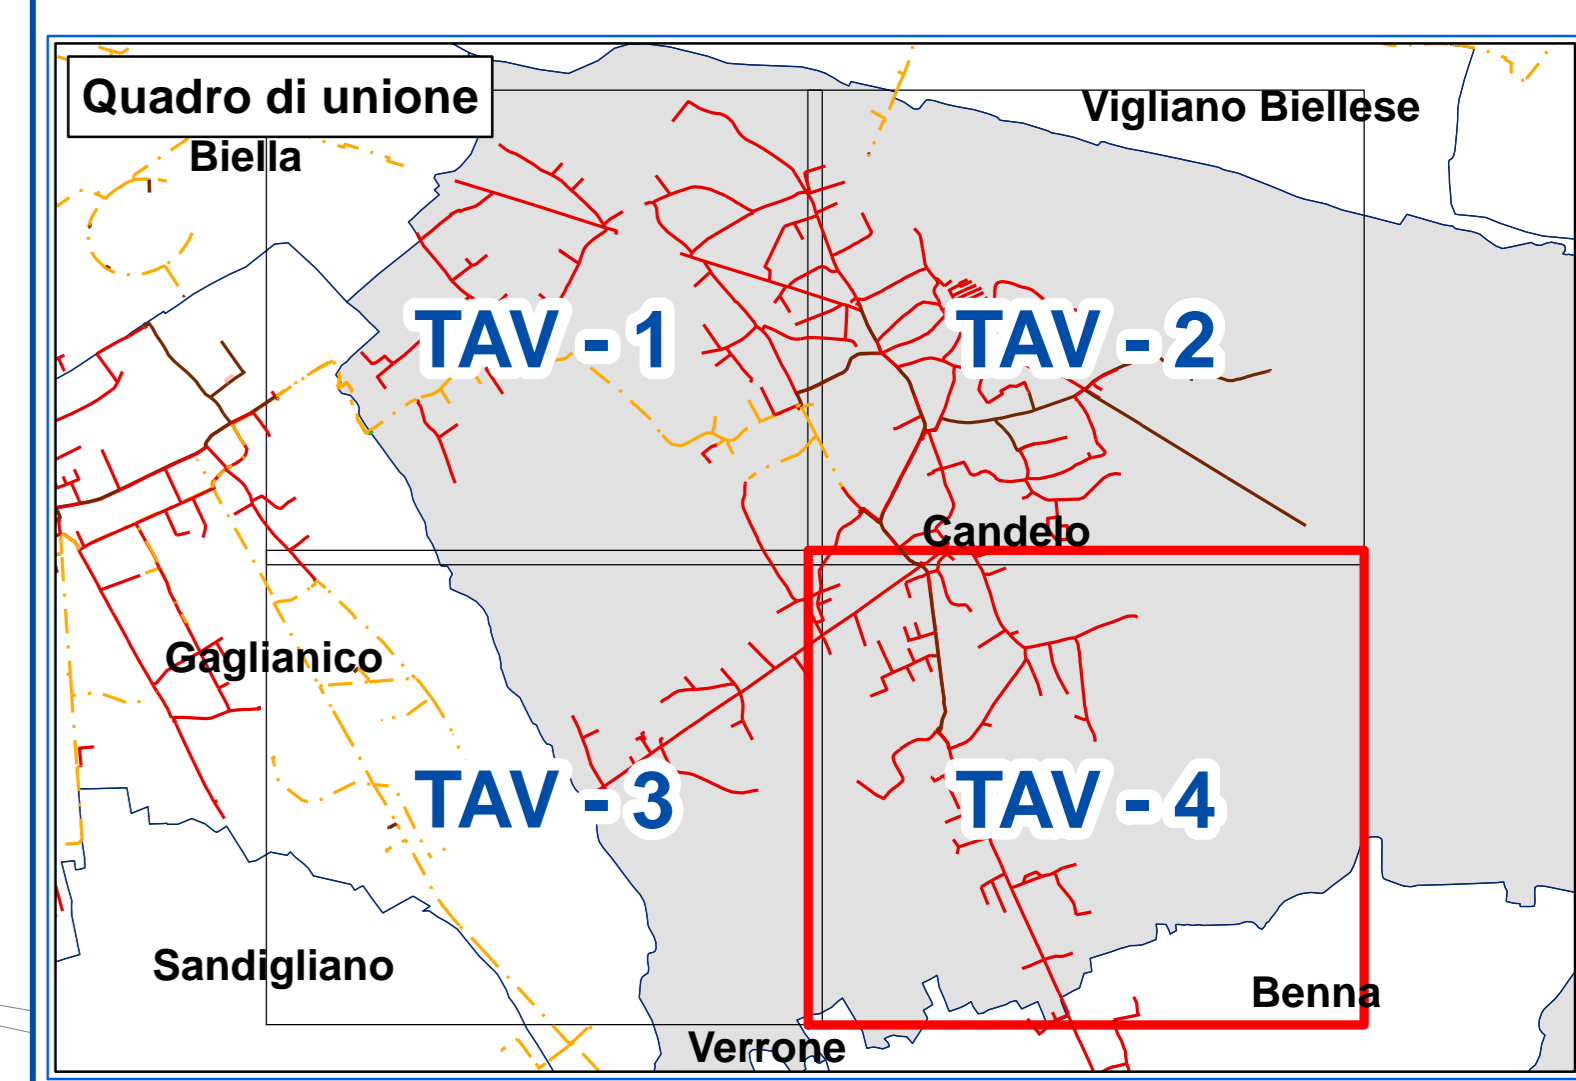 Quadro di unione
Vigliano Biellese
Biella
TAV - 1
TAV - 2
Candelo
Gaglianico
TAV - 3
TAV - 4
Sandigliano
Benna
Verrone